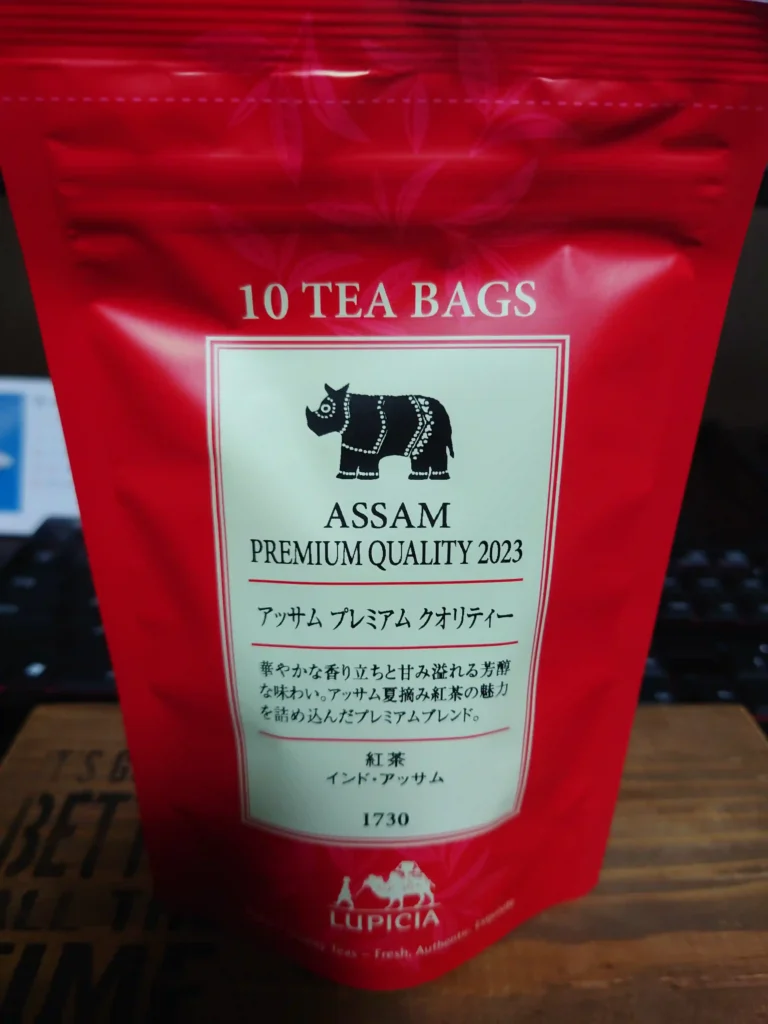 10 TEA BAGS
ASSAM
PREMIUM QUALITY 2023
アッサム プレミアム クオリティー
華やかな香り立ちと甘み溢れる芳醇
な味わい。アッサム夏摘み紅茶の魅力
を詰め込んだプレミアムブレンド。
紅茶
インド・アッサム
1730
LUPICIA
Teas – Fresh, Authentic,
ALL THE
TIME